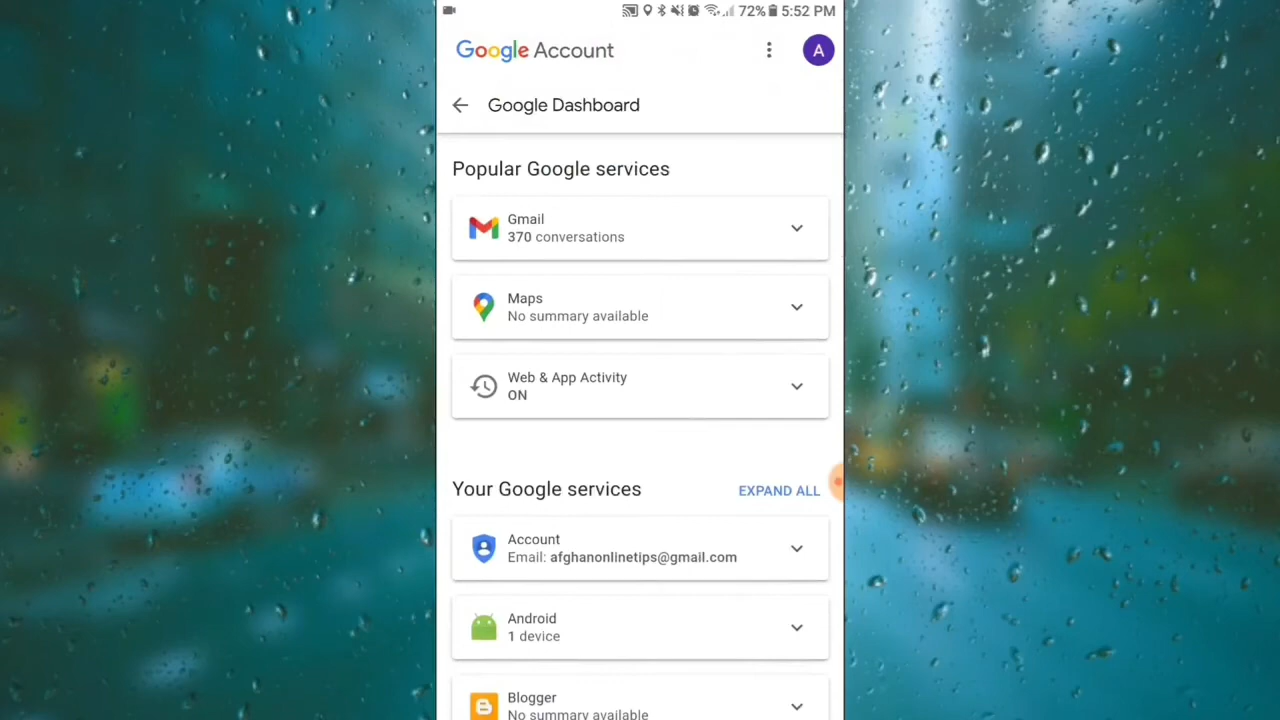 72% 5:52 PM
Google Account
A
Google Dashboard
Popular Google services
Gmail
370 conversations
Maps
No summary available
Web & App Activity
ON
Your Google services
EXPAND ALL
Account
Email: afghanonlinetips@gmail.com
Android
1 device
Blogger
No summary available